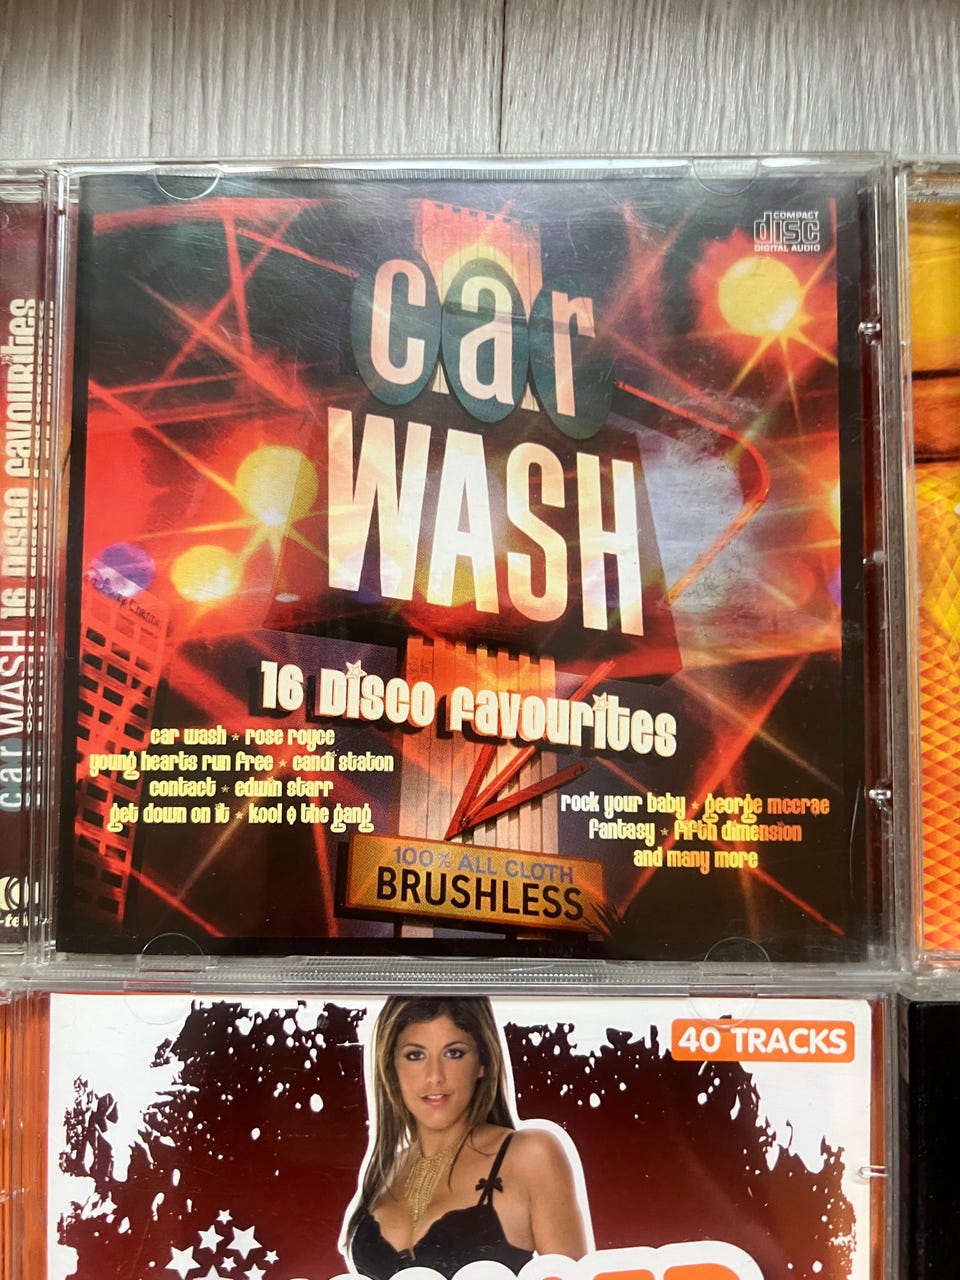 COMPACT
disc
DIGITAL AUDIO
car
WASH
16 Disco favourites
car wash * rose royce
young hearts run free * candi staton
contact * edwin starr
get down on it * kool & the gang
rock your baby * george mccrae
fantasy * fifth dimension
and many more
100% ALL CLOTH
BRUSHLESS
car WASH 16 Disco favourites
40 TRACKS